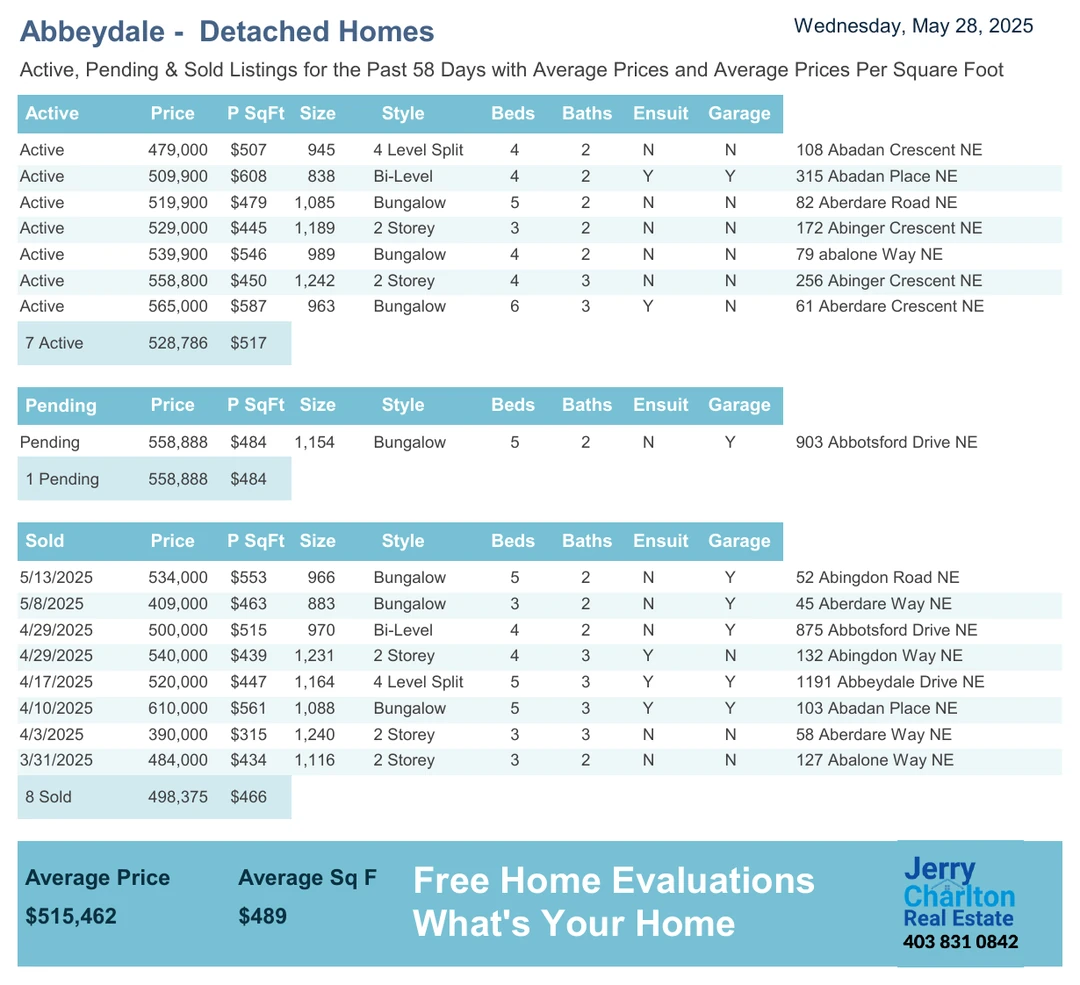 Abbeydale - Detached Homes
Wednesday, May 28, 2025
Active, Pending & Sold Listings for the Past 58 Days with Average Prices and Average Prices Per Square Foot
Active Price P SqFt Size Style Beds Baths Ensuit Garage
Active 479,000 $507 945 4 Level Split 4 2 N N 108 Abadan Crescent NE
Active 509,900 $608 838 Bi-Level 4 2 Y Y 315 Abadan Place NE
Active 519,900 $479 1,085 Bungalow 5 2 N N 82 Aberdare Road NE
Active 529,000 $445 1,189 2 Storey 3 2 N N 172 Abinger Crescent NE
Active 539,900 $546 989 Bungalow 4 2 N N 79 abalone Way NE
Active 558,800 $450 1,242 2 Storey 4 3 N N 256 Abinger Crescent NE
Active 565,000 $587 963 Bungalow 6 3 Y N 61 Aberdare Crescent NE
7 Active 528,786 $517
Pending Price P SqFt Size Style Beds Baths Ensuit Garage
Pending 558,888 $484 1,154 Bungalow 5 2 N Y 903 Abbotsford Drive NE
1 Pending 558,888 $484
Sold Price P SqFt Size Style Beds Baths Ensuit Garage
5/13/2025 534,000 $553 966 Bungalow 5 2 N Y 52 Abingdon Road NE
5/8/2025 409,000 $463 883 Bungalow 3 2 N Y 45 Aberdare Way NE
4/29/2025 500,000 $515 970 Bi-Level 4 2 N Y 875 Abbotsford Drive NE
4/29/2025 540,000 $439 1,231 2 Storey 4 3 Y N 132 Abingdon Way NE
4/17/2025 520,000 $447 1,164 4 Level Split 5 3 Y Y 1191 Abbeydale Drive NE
4/10/2025 610,000 $561 1,088 Bungalow 5 3 Y Y 103 Abadan Place NE
4/3/2025 390,000 $315 1,240 2 Storey 3 3 N N 58 Aberdare Way NE
3/31/2025 484,000 $434 1,116 2 Storey 3 2 N N 127 Abalone Way NE
8 Sold 498,375 $466
Average Price Average Sq F
$515,462 $489
Free Home Evaluations
What's Your Home
Jerry
Charlton
Real Estate
403 831 0842